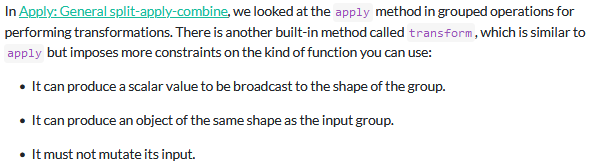 In Apply: General split-apply-combine, we looked at the apply method in grouped operations for
performing transformations. There is another built-in method called transform, which is similar to
apply but imposes more constraints on the kind of function you can use:
• It can produce a scalar value to be broadcast to the shape of the group.
• It can produce an object of the same shape as the input group.
• It must not mutate its input.